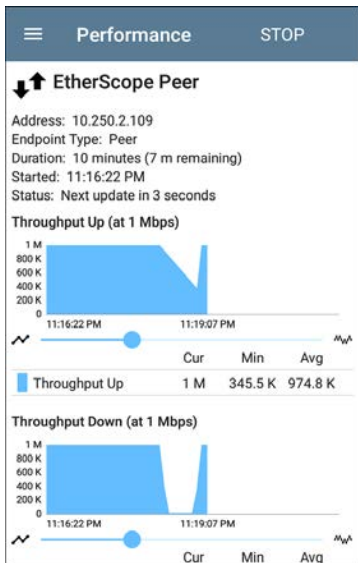 Performance STOP
EtherScope Peer
Address: 10.250.2.109
Endpoint Type: Peer
Duration: 10 minutes (7 m remaining)
Started: 11:16:22 PM
Status: Next update in 3 seconds
Throughput Up (at 1 Mbps)
1 M
800 K
600 K
400 K
200 K
0
11:16:22 PM 11:19:07 PM
Cur Min Avg
Throughput Up 1 M 345.5 K 974.8 K
Throughput Down (at 1 Mbps)
1 M
800 K
600 K
400 K
200 K
0
11:16:22 PM 11:19:07 PM
Cur Min Avg